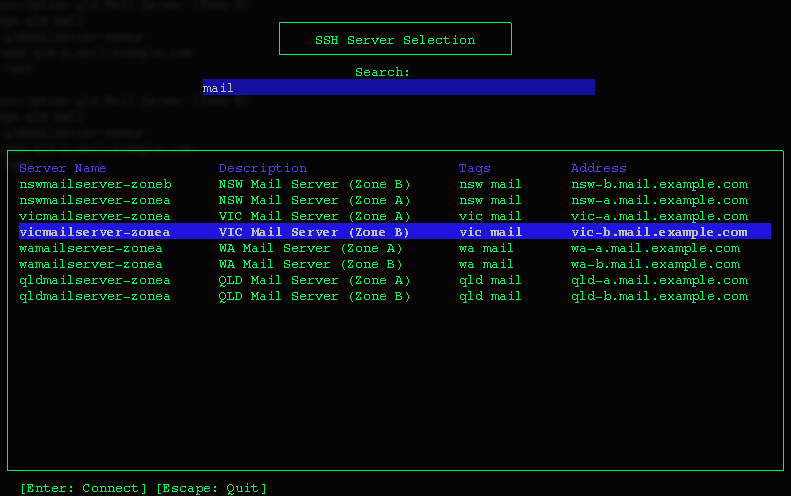 SSH Server Selection
Search:
mail
Server Name Description Tags Address
nswmailserver-zoneb NSW Mail Server (Zone B) nsw mail nsw-b.mail.example.com
nswmailserver-zonea NSW Mail Server (Zone A) nsw mail nsw-a.mail.example.com
vicmailserver-zonea VIC Mail Server (Zone A) vic mail vic-a.mail.example.com
vicmailserver-zonea VIC Mail Server (Zone B) vic mail vic-b.mail.example.com
wamailserver-zonea WA Mail Server (Zone A) wa mail wa-a.mail.example.com
wamailserver-zonea WA Mail Server (Zone B) wa mail wa-b.mail.example.com
qldmailserver-zonea QLD Mail Server (Zone A) qld mail qld-a.mail.example.com
qldmailserver-zonea QLD Mail Server (Zone B) qld mail qld-b.mail.example.com
[Enter: Connect] [Escape: Quit]